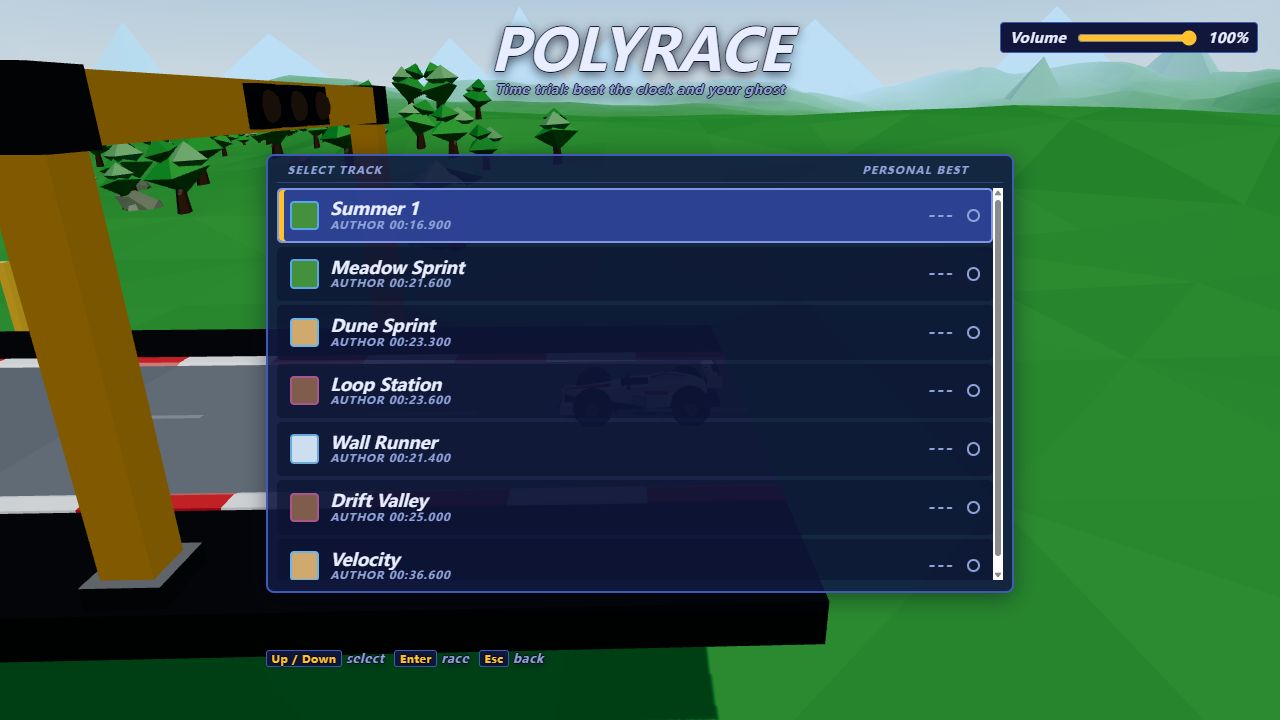 POLYRACE
Time trial: beat the clock and your ghost
Volume 100%
SELECT TRACK PERSONAL BEST
Summer 1
AUTHOR 00:16.900 ---
Meadow Sprint
AUTHOR 00:21.600 ---
Dune Sprint
AUTHOR 00:23.300 ---
Loop Station
AUTHOR 00:23.600 ---
Wall Runner
AUTHOR 00:21.400 ---
Drift Valley
AUTHOR 00:25.000 ---
Velocity
AUTHOR 00:36.600 ---
Up / Down select Enter race Esc back